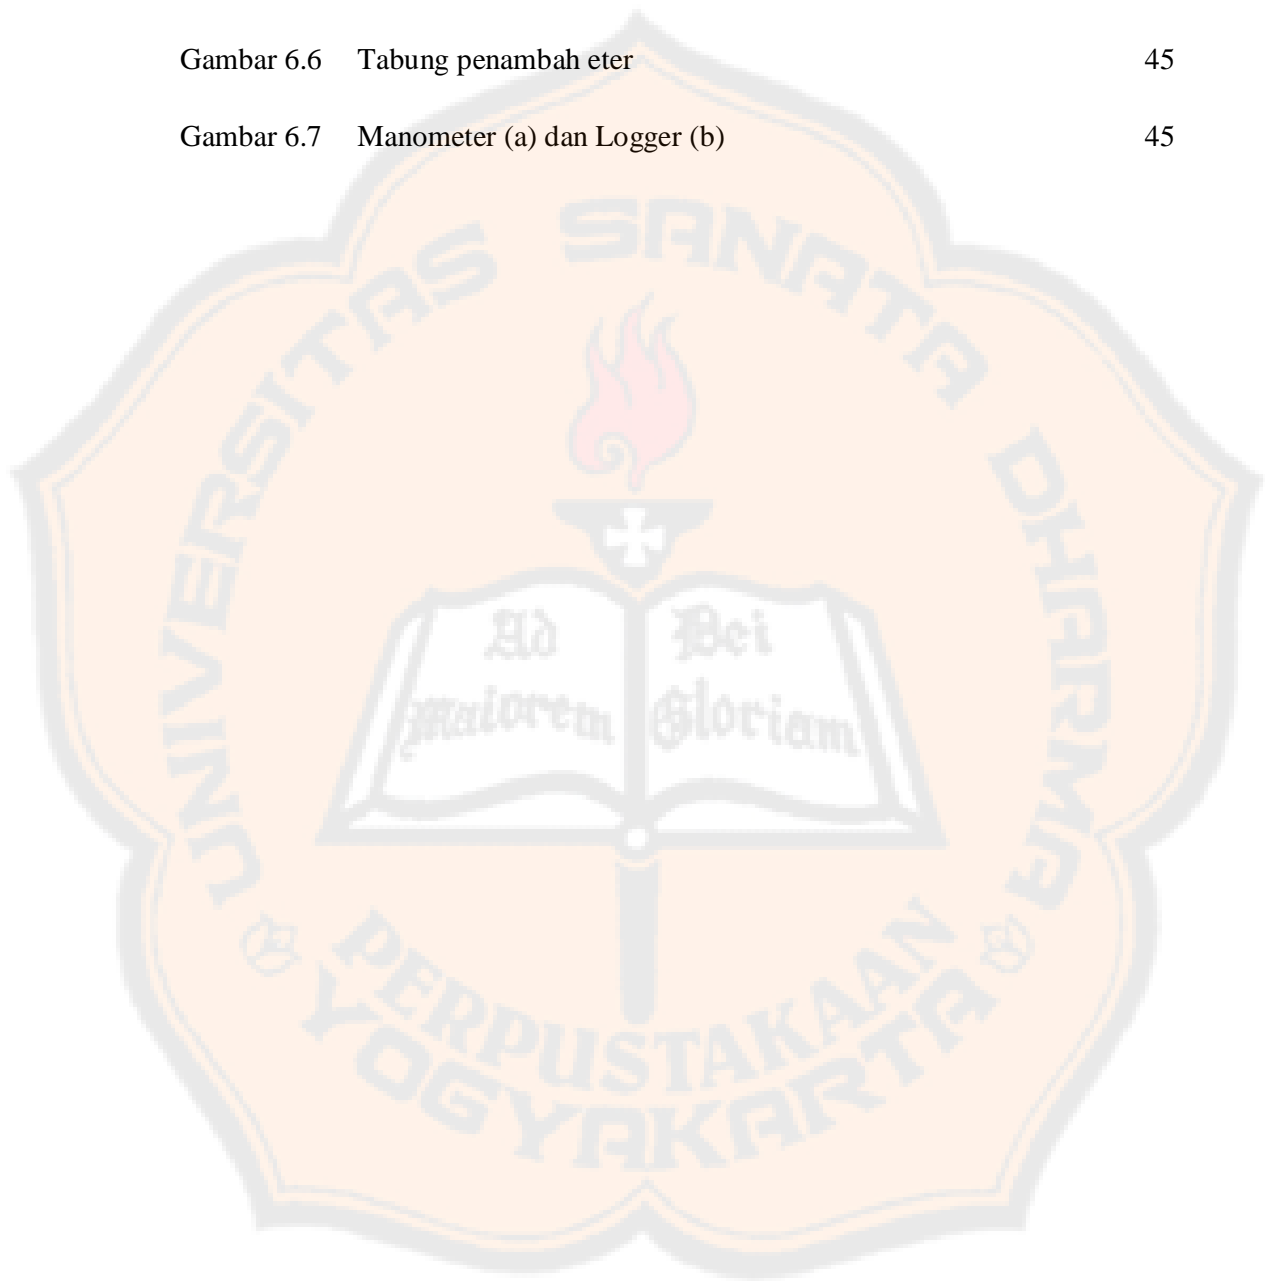 Gambar 6.6 Tabung penambah eter 45
Gambar 6.7 Manometer (a) dan Logger (b) 45
UNIVERSITAS SANATA DHARMA
Ad Dei
maiorem Gloriam
PERPUSTAKAAN
YOGYAKARTA